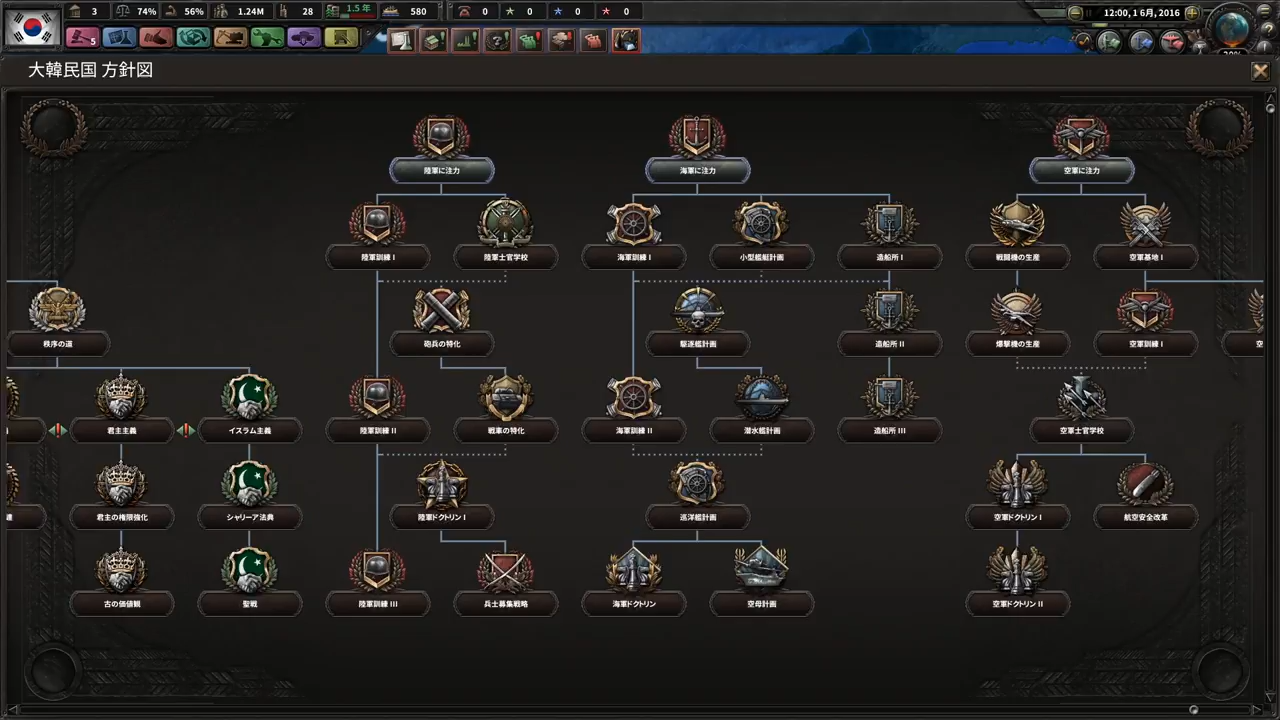 3 74% 56% 1.24M 28 1.5 年 580 0 0 0 0 12:00, 1 6月, 2016
5
大韓民国 方針図
陸軍に注力 海軍に注力 空軍に注力
陸軍訓練 I 陸軍士官学校 海軍訓練 I 小型艦艇計画 造船所 I 戦闘機の生産 空軍基地 I
秩序の道 砲兵の特化 駆逐艦計画 造船所 II 爆撃機の生産 空軍訓練 I
君主主義 イスラム主義 陸軍訓練 II 戦車の特化 海軍訓練 II 潜水艦計画 造船所 III 空軍士官学校
君主の権限強化 シャリーア法典 陸軍ドクトリン I 巡洋艦計画 空軍ドクトリン I 航空安全改革
古の価値観 聖戦 陸軍訓練 III 兵士募集戦略 海軍ドクトリン 空母計画 空軍ドクトリン II